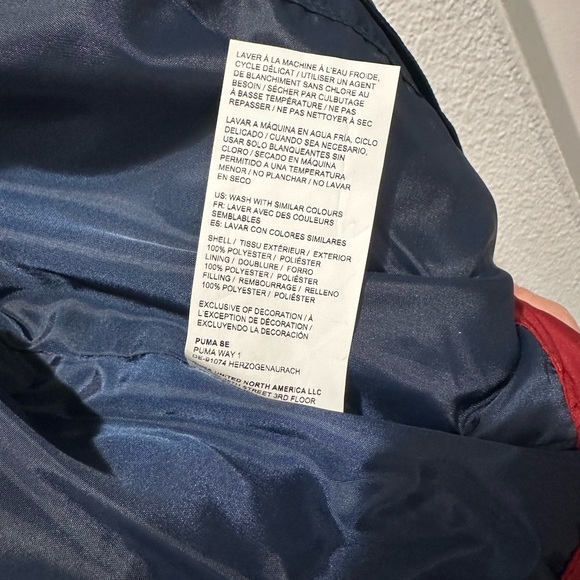 LAVER À LA MACHINE À L'EAU FROIDE,
CYCLE DÉLICAT / UTILISER UN AGENT
DE BLANCHIMENT SANS CHLORE AU
BESOIN / SÉCHER PAR CULBUTAGE
À BASSE TEMPÉRATURE / NE PAS
REPASSER / NE PAS NETTOYER À SEC
LAVAR A MÁQUINA EN AGUA FRÍA, CICLO
DELICADO / CUANDO SEA NECESARIO,
USAR SOLO BLANQUEANTES SIN
CLORO / SECADO EN MÁQUINA
PERMITIDO A UNA TEMPERATURA
MENOR / NO PLANCHAR / NO LAVAR
EN SECO
US: WASH WITH SIMILAR COLOURS
FR: LAVER AVEC DES COULEURS
SEMBLABLES
ES: LAVAR CON COLORES SIMILARES
SHELL / TISSU EXTÉRIEUR / EXTERIOR
100% POLYESTER / POLIÉSTER
LINING / DOUBLURE / FORRO
100% POLYESTER / POLIÉSTER
FILLING / REMBOURRAGE / RELLENO
100% POLYESTER / POLIÉSTER
EXCLUSIVE OF DECORATION / À
L'EXCEPTION DE DÉCORATION /
EXCLUYENDO LA DECORACIÓN
PUMA SE
PUMA WAY 1
DE-91074 HERZOGENAURACH
UNITED NORTH AMERICA LLC
STREET 3RD FLOOR